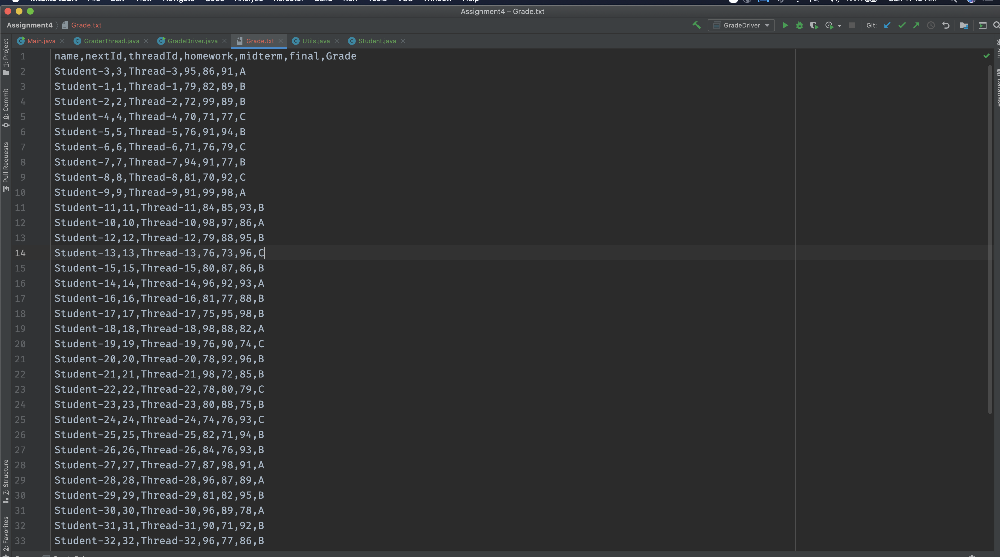 Assignment4 – Grade.txt
Assignment4 Grade.txt GradeDriver Git:
Main.java GraderThread.java GradeDriver.java Grade.txt Utils.java Student.java
1: Project
0: Commit
Pull Requests
7: Structure
2: Favorites
Database
1 name,nextId,threadId,homework,midterm,final,Grade
2 Student-3,3,Thread-3,95,86,91,A
3 Student-1,1,Thread-1,79,82,89,B
4 Student-2,2,Thread-2,72,99,89,B
5 Student-4,4,Thread-4,70,71,77,C
6 Student-5,5,Thread-5,76,91,94,B
7 Student-6,6,Thread-6,71,76,79,C
8 Student-7,7,Thread-7,94,91,77,B
9 Student-8,8,Thread-8,81,70,92,C
10 Student-9,9,Thread-9,91,99,98,A
11 Student-11,11,Thread-11,84,85,93,B
12 Student-10,10,Thread-10,98,97,86,A
13 Student-12,12,Thread-12,79,88,95,B
14 Student-13,13,Thread-13,76,73,96,C
15 Student-15,15,Thread-15,80,87,86,B
16 Student-14,14,Thread-14,96,92,93,A
17 Student-16,16,Thread-16,81,77,88,B
18 Student-17,17,Thread-17,75,95,98,B
19 Student-18,18,Thread-18,98,88,82,A
20 Student-19,19,Thread-19,76,90,74,C
21 Student-20,20,Thread-20,78,92,96,B
22 Student-21,21,Thread-21,98,72,85,B
23 Student-22,22,Thread-22,78,80,79,C
24 Student-23,23,Thread-23,80,88,75,B
25 Student-24,24,Thread-24,74,76,93,C
26 Student-25,25,Thread-25,82,71,94,B
27 Student-26,26,Thread-26,84,76,93,B
28 Student-27,27,Thread-27,87,98,91,A
29 Student-28,28,Thread-28,96,87,89,A
30 Student-29,29,Thread-29,81,82,95,B
31 Student-30,30,Thread-30,96,89,78,A
32 Student-31,31,Thread-31,90,71,92,B
33 Student-32,32,Thread-32,96,77,86,B